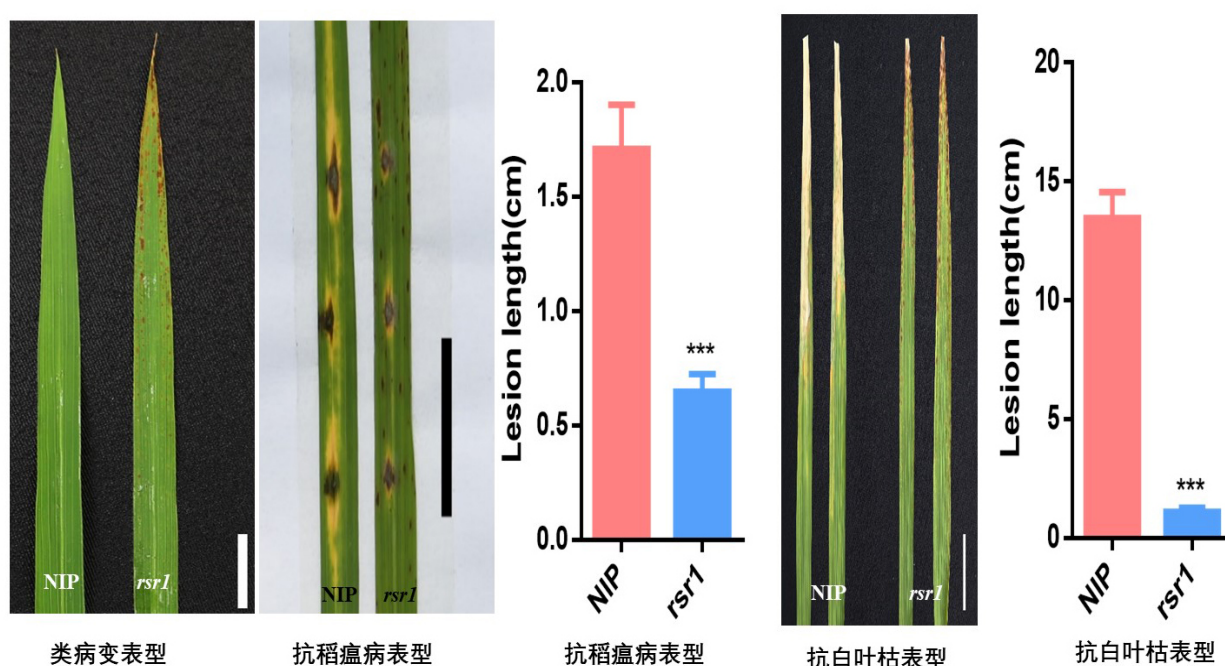 NIP
rsr1
类病变表型
NIP
rsr1
抗稻瘟病表型
Lesion length(cm)
2.0
1.5
1.0
0.5
0.0
***
NIP
rsr1
抗稻瘟病表型
NIP
rsr1
抗白叶枯表型
Lesion length(cm)
20
15
10
5
0
***
NIP
rsr1
抗白叶枯表型